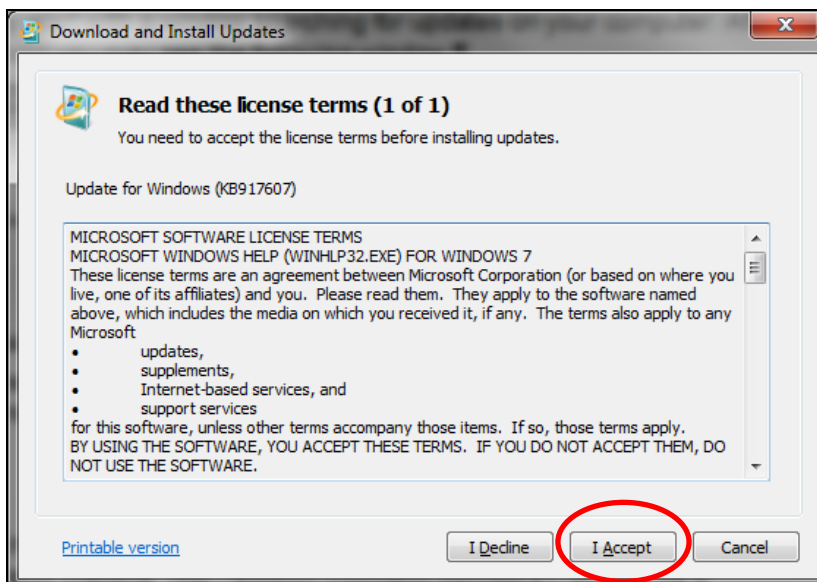 Download and Install Updates
Read these license terms (1 of 1)
You need to accept the license terms before installing updates.
Update for Windows (KB917607)
MICROSOFT SOFTWARE LICENSE TERMS
MICROSOFT WINDOWS HELP (WINHLP32.EXE) FOR WINDOWS 7
These license terms are an agreement between Microsoft Corporation (or based on where you
live, one of its affiliates) and you.  Please read them.  They apply to the software named
above, which includes the media on which you received it, if any.  The terms also apply to any
Microsoft
• updates,
• supplements,
• Internet-based services, and
• support services
for this software, unless other terms accompany those items.  If so, those terms apply.
BY USING THE SOFTWARE, YOU ACCEPT THESE TERMS.  IF YOU DO NOT ACCEPT THEM, DO
NOT USE THE SOFTWARE.
Printable version
I Decline
I Accept
Cancel